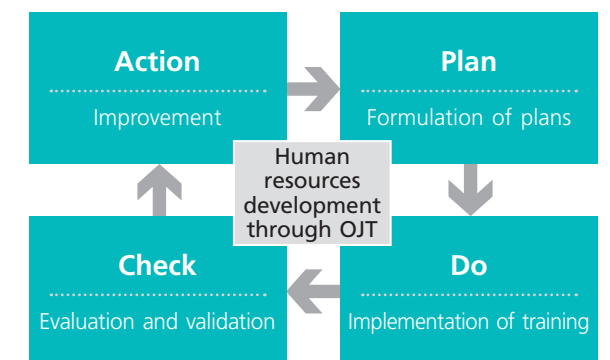 Action
Improvement
Plan
Formulation of plans
Human
resources
development
through OJT
Check
Evaluation and validation
Do
Implementation of training